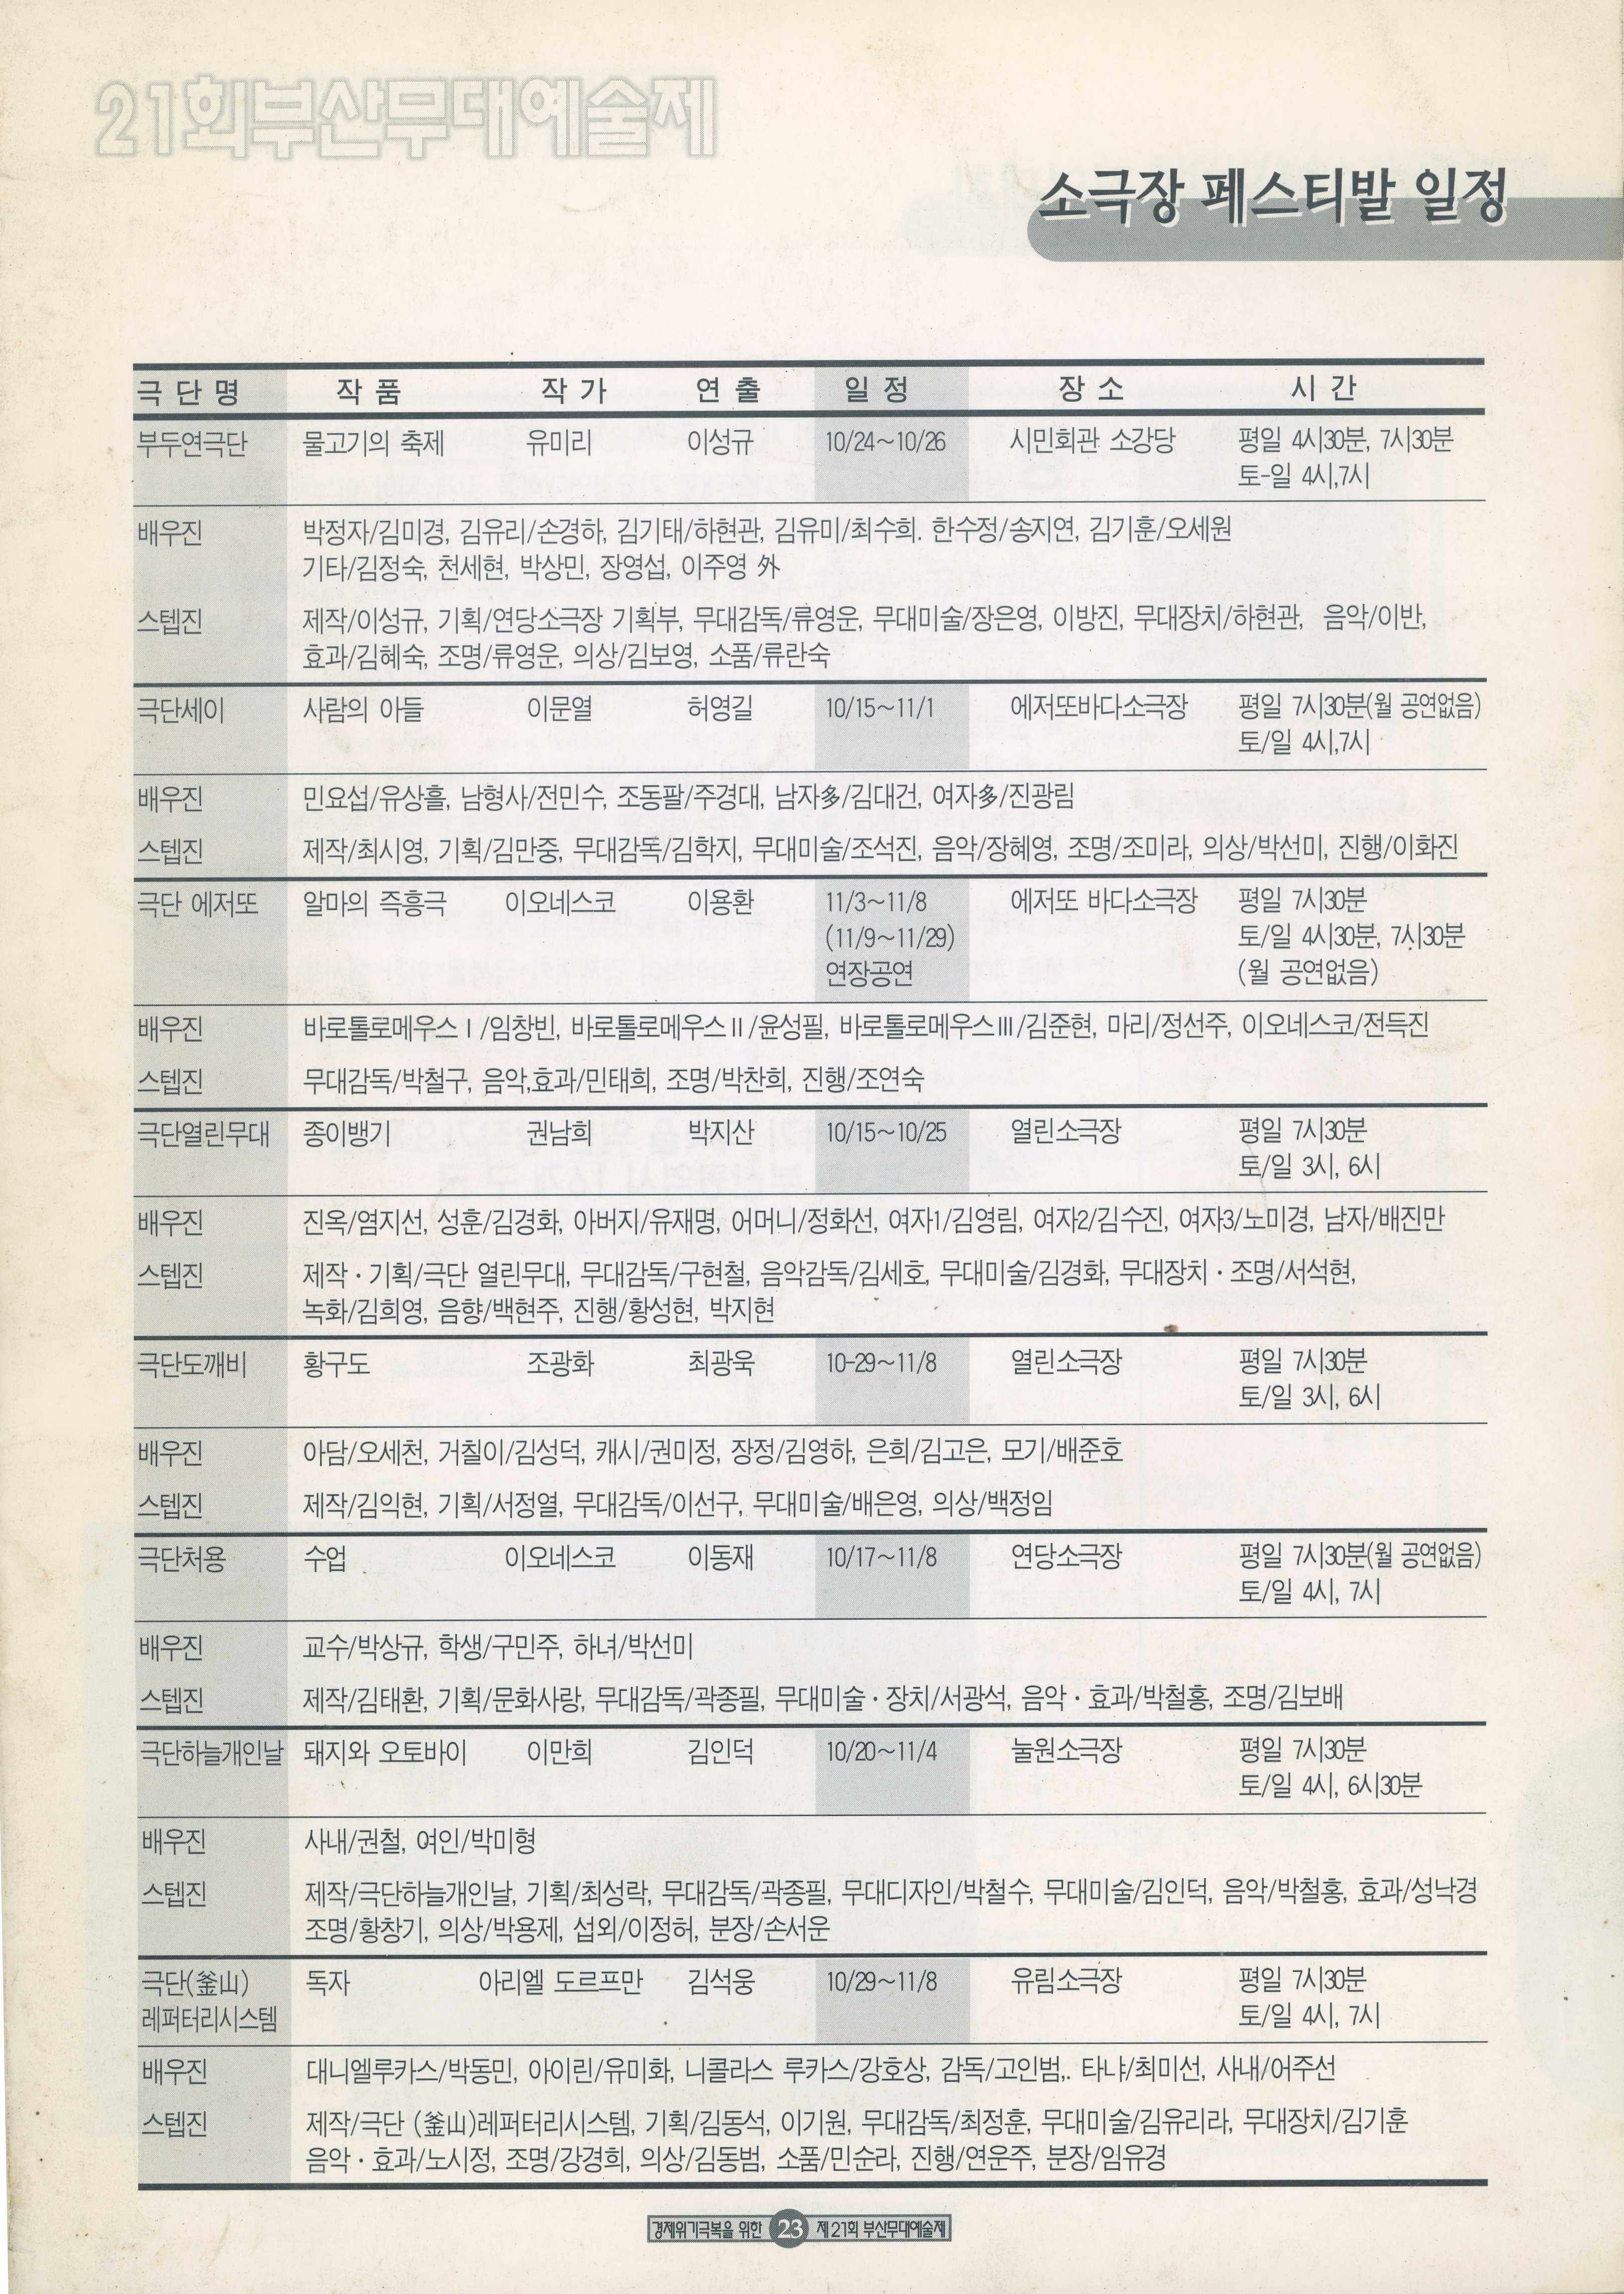 21회부산무대예술제
소극장 페스티발 일정
극 단 명 작 품 작 가 연 출 일 정 장 소 시 간
부두연극단 물고기의 축제 유미리 이성규 10/24~10/26 시민회관 소강당 평일 4시30분, 7시30분
토-일 4시,7시
배우진 박정자/김미경, 김유리/손경하, 김기태/하현관, 김유미/최수희. 한수정/송지연, 김기훈/오세원
기타/김정숙, 천세현, 박상민, 장영섭, 이주영 外
스텝진 제작/이성규, 기획/연당소극장 기획부, 무대감독/류영운, 무대미술/장은영, 이방진, 무대장치/하현관, 음악/이반,
효과/김혜숙, 조명/류영운, 의상/김보영, 소품/류란숙
극단세이 사람의 아들 이문열 허영길 10/15~11/1 에저또바다소극장 평일 7시30분(월 공연없음)
토/일 4시,7시
배우진 민요섭/유상흘, 남형사/전민수, 조동팔/주경대, 남자多/김대건, 여자多/진광림
스텝진 제작/최시영, 기획/김만중, 무대감독/김학지, 무대미술/조석진, 음악/장혜영, 조명/조미라, 의상/박선미, 진행/이화진
극단 에저또 알마의 즉흥극 이오네스코 이용환 11/3~11/8 에저또 바다소극장 평일 7시30분
(11/9~11/29) 토/일 4시30분, 7시30분
연장공연 (월 공연없음)
배우진 바로톨로메우스Ⅰ/임창빈, 바로톨로메우스Ⅱ/윤성필, 바로톨로메우스Ⅲ/김준현, 마리/정선주, 이오네스코/전득진
스텝진 무대감독/박철구, 음악,효과/민태희, 조명/박찬희, 진행/조연숙
극단열린무대 종이뱅기 권남희 박지산 10/15~10/25 열린소극장 평일 7시30분
토/일 3시, 6시
배우진 진옥/염지선, 성훈/김경화, 아버지/유재명, 어머니/정화선, 여자1/김영림, 여자2/김수진, 여자3/노미경, 남자/배진만
스텝진 제작·기획/극단 열린무대, 무대감독/구현철, 음악감독/김세호, 무대미술/김경화, 무대장치·조명/서석현,
녹화/김희영, 음향/백현주, 진행/황성현, 박지현
극단도깨비 황구도 조광화 최광욱 10-29~11/8 열린소극장 평일 7시30분
토/일 3시, 6시
배우진 아담/오세천, 거칠이/김성덕, 캐시/권미정, 장정/김영하, 은희/김고은, 모기/배준호
스텝진 제작/김익현, 기획/서정열, 무대감독/이선구, 무대미술/배은영, 의상/백정임
극단처용 수업 이오네스코 이동재 10/17~11/8 연당소극장 평일 7시30분(월 공연없음)
토/일 4시, 7시
배우진 교수/박상규, 학생/구민주, 하녀/박선미
스텝진 제작/김태환, 기획/문화사랑, 무대감독/곽종필, 무대미술·장치/서광석, 음악·효과/박철홍, 조명/김보배
극단하늘개인날 돼지와 오토바이 이만희 김인덕 10/20~11/4 눌원소극장 평일 7시30분
토/일 4시, 6시30분
배우진 사내/권철, 여인/박미형
스텝진 제작/극단하늘개인날, 기획/최성락, 무대감독/곽종필, 무대디자인/박철수, 무대미술/김인덕, 음악/박철홍, 효과/성낙경
조명/황창기, 의상/박용제, 섭외/이정허, 분장/손서운
극단(釜山) 독자 아리엘 도르프만 김석웅 10/29~11/8 유림소극장 평일 7시30분
레퍼터리시스템 토/일 4시, 7시
배우진 대니엘루카스/박동민, 아이린/유미화, 니콜라스 루카스/강호상, 감독/고인범,. 타냐/최미선, 사내/어주선
스텝진 제작/극단 (釜山)레퍼터리시스템, 기획/김동석, 이기원, 무대감독/최정훈, 무대미술/김유리라, 무대장치/김기훈
음악·효과/노시정, 조명/강경희, 의상/김동범, 소품/민순라, 진행/연운주, 분장/임유경
경제위기극복을 위한 23 제21회 부산무대예술제